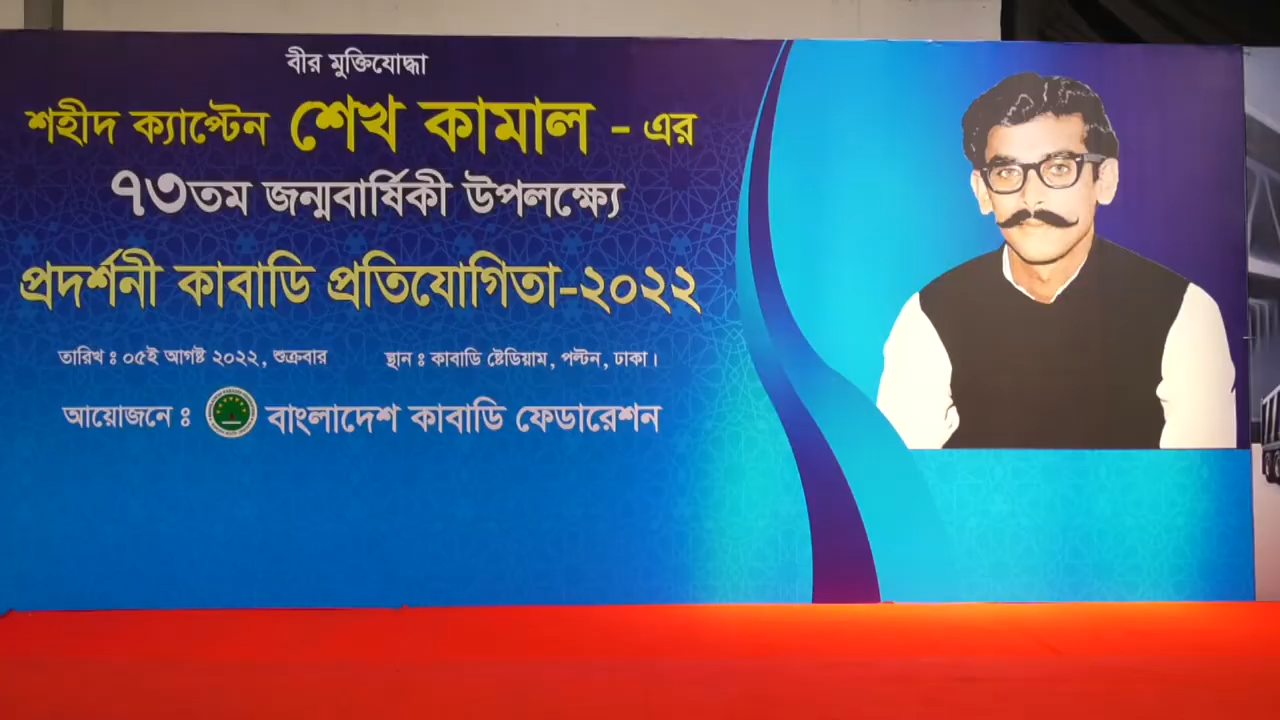 বীর মুক্তিযোদ্ধা
শহীদ ক্যাপ্টেন শেখ কামাল - এর
৭৩তম জন্মবার্ষিকী উপলক্ষ্যে
প্রদর্শনী কাবাডি প্রতিযোগিতা-২০২২
তারিখ ঃ ০৫ই আগষ্ট ২০২২, শুক্রবার স্থান ঃ কাবাডি ষ্টেডিয়াম, পল্টন, ঢাকা।
আয়োজনে ঃ বাংলাদেশ কাবাডি ফেডারেশন